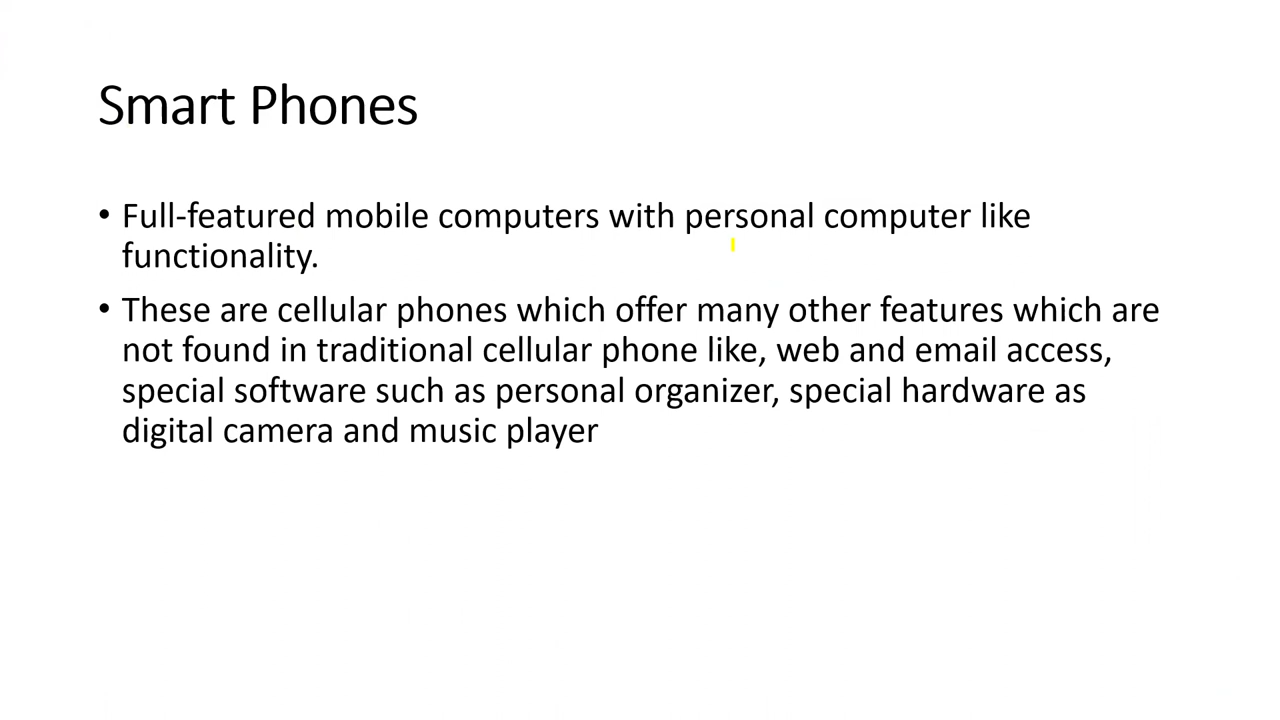 Smart Phones
• Full-featured mobile computers with personal computer like
functionality.
• These are cellular phones which offer many other features which are
not found in traditional cellular phone like, web and email access,
special software such as personal organizer, special hardware as
digital camera and music player